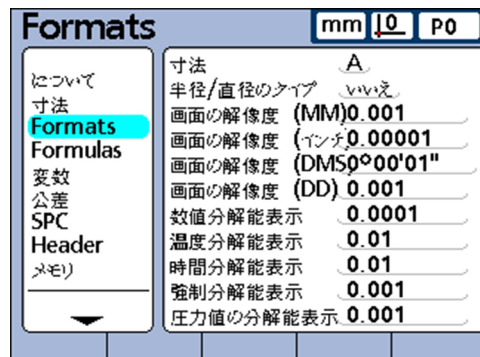 Formats mm 0 P0
について
寸法
Formats
Formulas
変数
公差
SPC
Header
メモリ
寸法 A
半径/直径のタイプ いいえ
画面の解像度 (MM)0.001
画面の解像度 (インチ)0.00001
画面の解像度 (DMS)0°00'01"
画面の解像度 (DD) 0.001
数値分解能表示 0.0001
温度分解能表示 0.01
時間分解能表示 0.01
強制分解能表示 0.001
圧力値の分解能表示 0.001